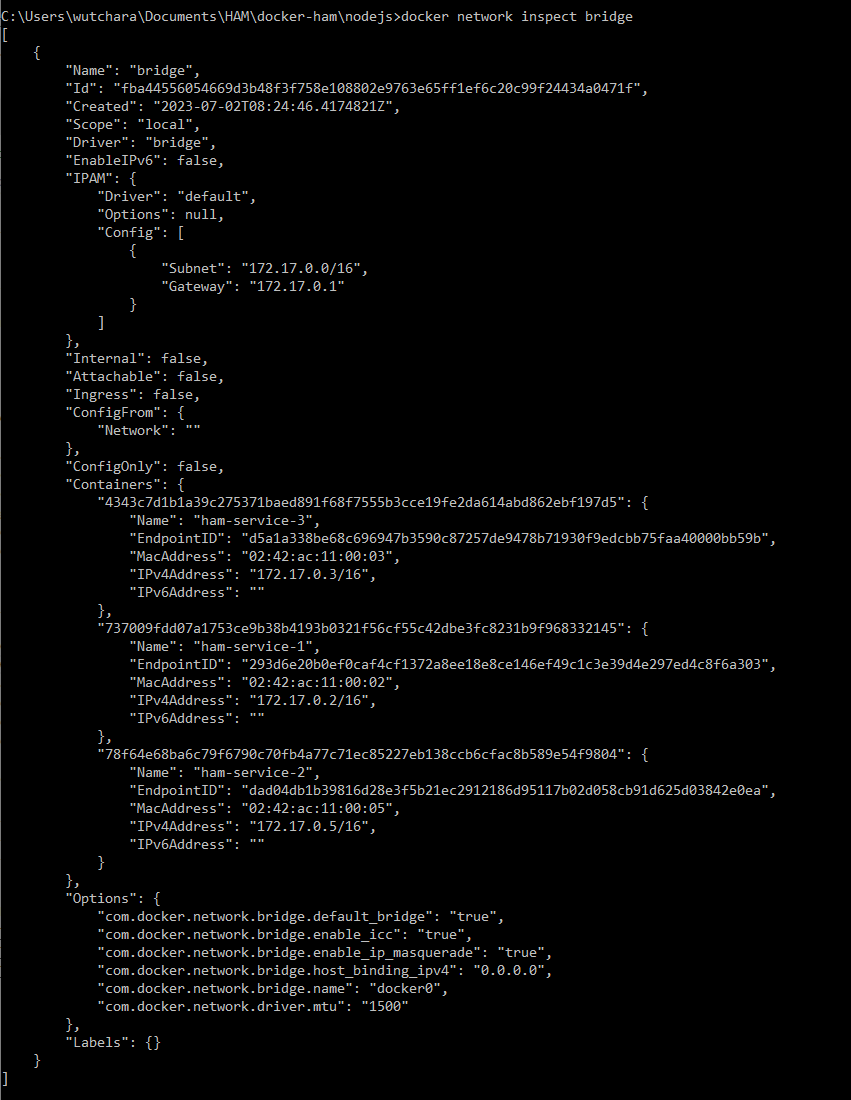 C:\Users\wutchara\Documents\HAM\docker-ham\nodejs>docker network inspect bridge
[
    {
        "Name": "bridge",
        "Id": "fba44556054669d3b48f3f758e108802e9763e65ff1ef6c20c99f24434a0471f",
        "Created": "2023-07-02T08:24:46.4174821Z",
        "Scope": "local",
        "Driver": "bridge",
        "EnableIPv6": false,
        "IPAM": {
            "Driver": "default",
            "Options": null,
            "Config": [
                {
                    "Subnet": "172.17.0.0/16",
                    "Gateway": "172.17.0.1"
                }
            ]
        },
        "Internal": false,
        "Attachable": false,
        "Ingress": false,
        "ConfigFrom": {
            "Network": ""
        },
        "ConfigOnly": false,
        "Containers": {
            "4343c7d1b1a39c275371baed891f68f7555b3cce19fe2da614abd862ebf197d5": {
                "Name": "ham-service-3",
                "EndpointID": "d5a1a338be68c696947b3590c87257de9478b71930f9edcbb75faa40000bb59b",
                "MacAddress": "02:42:ac:11:00:03",
                "IPv4Address": "172.17.0.3/16",
                "IPv6Address": ""
            },
            "737009fdd07a1753ce9b38b4193b0321f56cf55c42dbe3fc8231b9f968332145": {
                "Name": "ham-service-1",
                "EndpointID": "293d6e20b0ef0caf4cf1372a8ee18e8ce146ef49c1c3e39d4e297ed4c8f6a303",
                "MacAddress": "02:42:ac:11:00:02",
                "IPv4Address": "172.17.0.2/16",
                "IPv6Address": ""
            },
            "78f64e68ba6c79f6790c70fb4a77c71ec85227eb138ccb6cfac8b589e54f9804": {
                "Name": "ham-service-2",
                "EndpointID": "dad04db1b39816d28e3f5b21ec2912186d95117b02d058cb91d625d03842e0ea",
                "MacAddress": "02:42:ac:11:00:05",
                "IPv4Address": "172.17.0.5/16",
                "IPv6Address": ""
            }
        },
        "Options": {
            "com.docker.network.bridge.default_bridge": "true",
            "com.docker.network.bridge.enable_icc": "true",
            "com.docker.network.bridge.enable_ip_masquerade": "true",
            "com.docker.network.bridge.host_binding_ipv4": "0.0.0.0",
            "com.docker.network.bridge.name": "docker0",
            "com.docker.network.driver.mtu": "1500"
        },
        "Labels": {}
    }
]